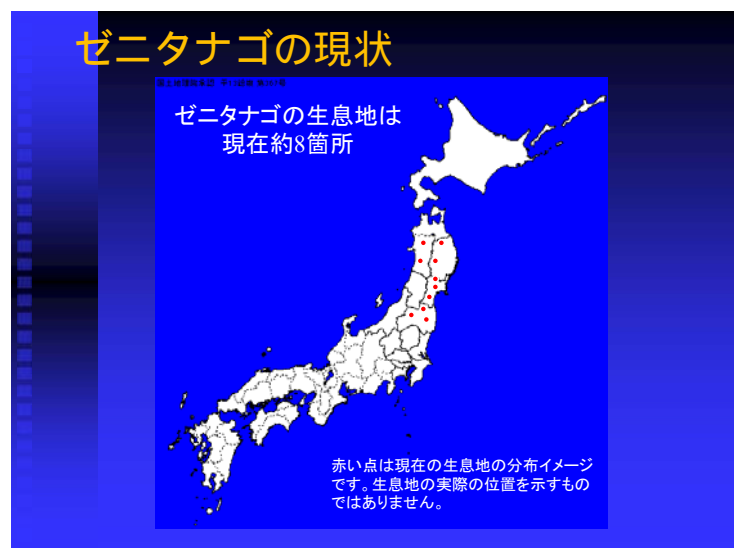 ゼニタナゴの現状
ゼニタナゴの生息地は
現在約8箇所
赤い点は現在の生息地の分布イメージ
です。生息地の実際の位置を示すもの
ではありません。